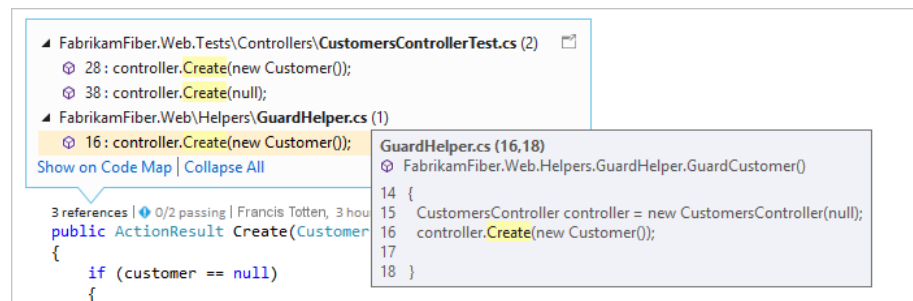 FabrikamFiber.Web.Tests\Controllers\CustomersControllerTest.cs (2)
28 : controller.Create(new Customer());
38 : controller.Create(null);
FabrikamFiber.Web\Helpers\GuardHelper.cs (1)
16 : controller.Create(new Customer());
Show on Code Map | Collapse All
GuardHelper.cs (16,18)
FabrikamFiber.Web.Helpers.GuardHelper.GuardCustomer()
14 {
15 CustomersController controller = new CustomersController(null);
16 controller.Create(new Customer());
17
18 }
3 references | 0/2 passing | Francis Totten, 3 hou
public ActionResult Create(Customer
{
if (customer == null)
{